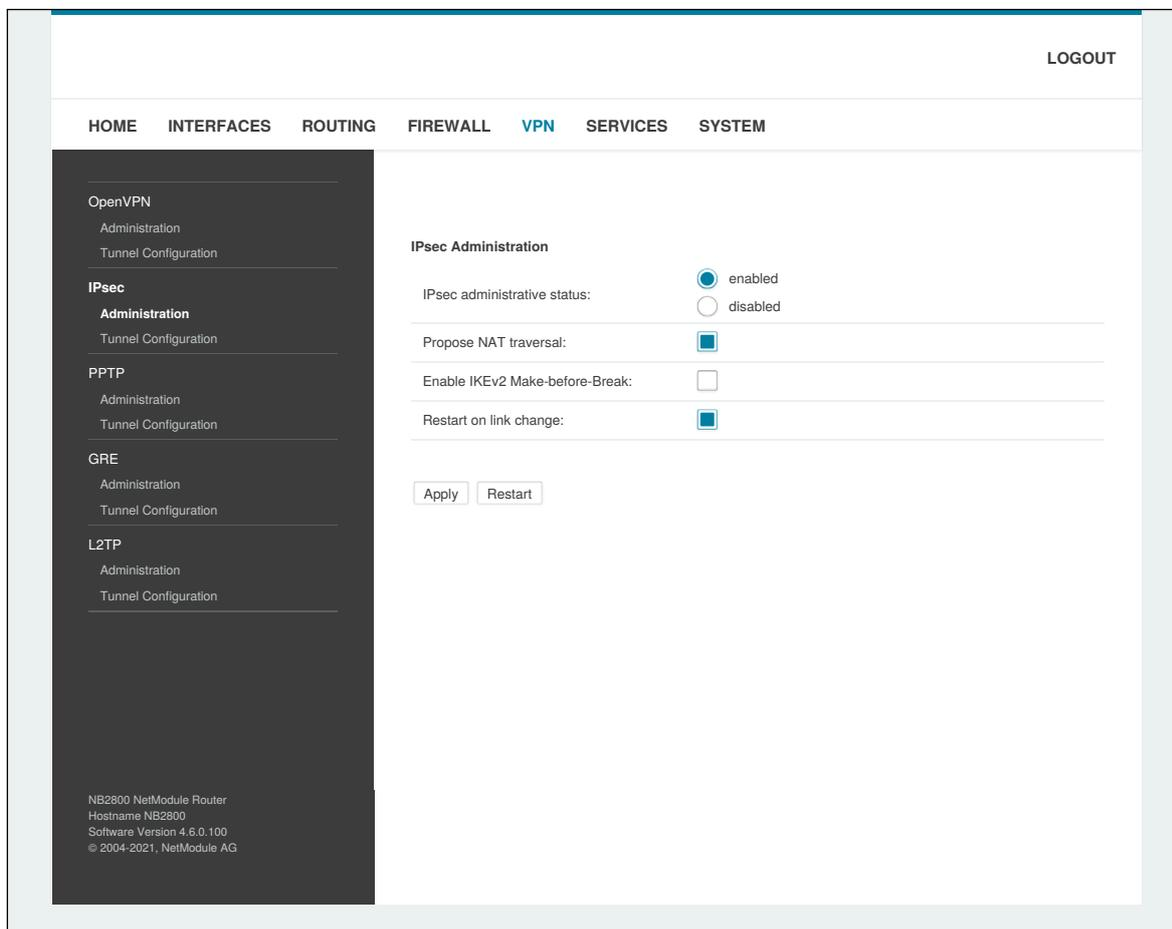 LOGOUT
HOME INTERFACES ROUTING FIREWALL VPN SERVICES SYSTEM
OpenVPN
Administration
Tunnel Configuration
IPsec
Administration
Tunnel Configuration
PPTP
Administration
Tunnel Configuration
GRE
Administration
Tunnel Configuration
L2TP
Administration
Tunnel Configuration
NB2800 NetModule Router
Hostname NB2800
Software Version 4.6.0.100
© 2004-2021, NetModule AG
IPsec Administration
IPsec administrative status:
enabled
disabled
Propose NAT traversal:
Enable IKEv2 Make-before-Break:
Restart on link change:
Apply Restart